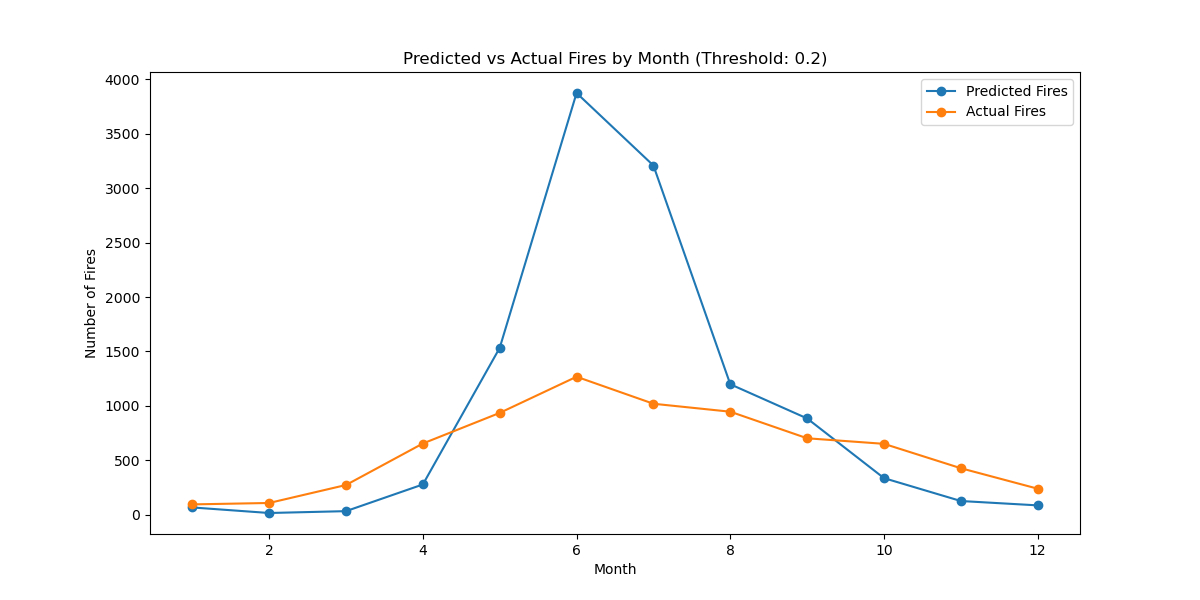 Predicted vs Actual Fires by Month (Threshold: 0.2)
Predicted Fires
Actual Fires
4000
3500
3000
2500
2000
1500
1000
500
0
Number of Fires
2 4 6 8 10 12
Month